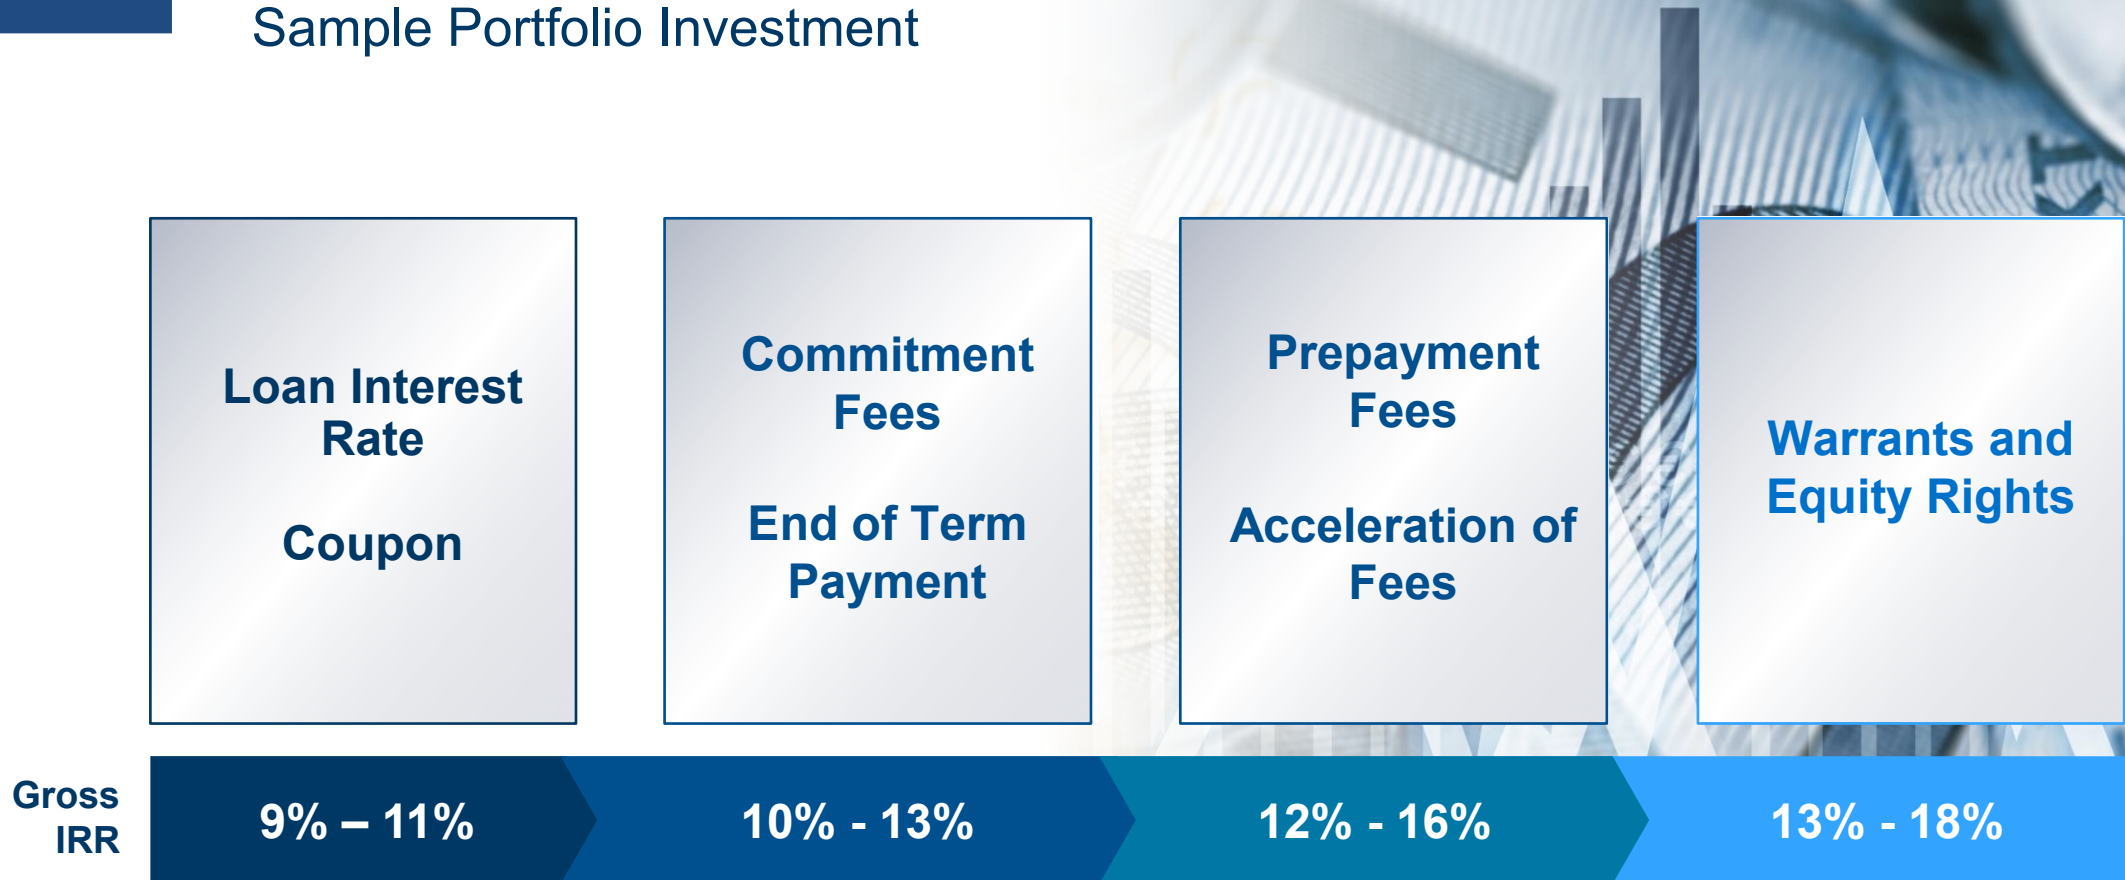 Sample Portfolio Investment
Loan Interest
Rate
Coupon
Commitment
Fees
End of Term
Payment
Prepayment
Fees
Acceleration of
Fees
Warrants and
Equity Rights
Gross
IRR
9% – 11%
10% - 13%
12% - 16%
13% - 18%